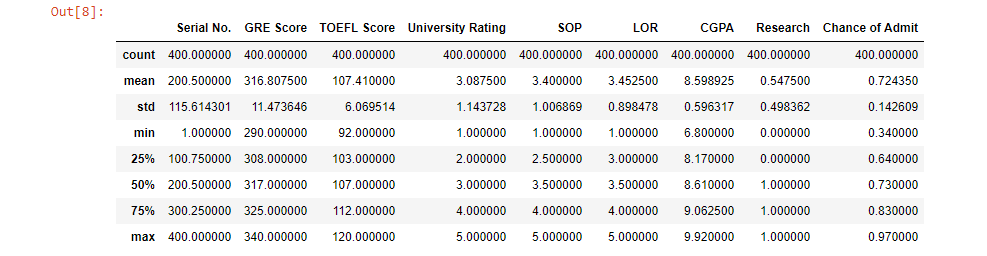 Out[8]:
Serial No. GRE Score TOEFL Score University Rating SOP LOR CGPA Research Chance of Admit
count 400.000000 400.000000 400.000000 400.000000 400.000000 400.000000 400.000000 400.000000 400.000000
mean 200.500000 316.807500 107.410000 3.087500 3.400000 3.452500 8.598925 0.547500 0.724350
std 115.614301 11.473646 6.069514 1.143728 1.006869 0.898478 0.596317 0.498362 0.142609
min 1.000000 290.000000 92.000000 1.000000 1.000000 1.000000 6.800000 0.000000 0.340000
25% 100.750000 308.000000 103.000000 2.000000 2.500000 3.000000 8.170000 0.000000 0.640000
50% 200.500000 317.000000 107.000000 3.000000 3.500000 3.500000 8.610000 1.000000 0.730000
75% 300.250000 325.000000 112.000000 4.000000 4.000000 4.000000 9.062500 1.000000 0.830000
max 400.000000 340.000000 120.000000 5.000000 5.000000 5.000000 9.920000 1.000000 0.970000